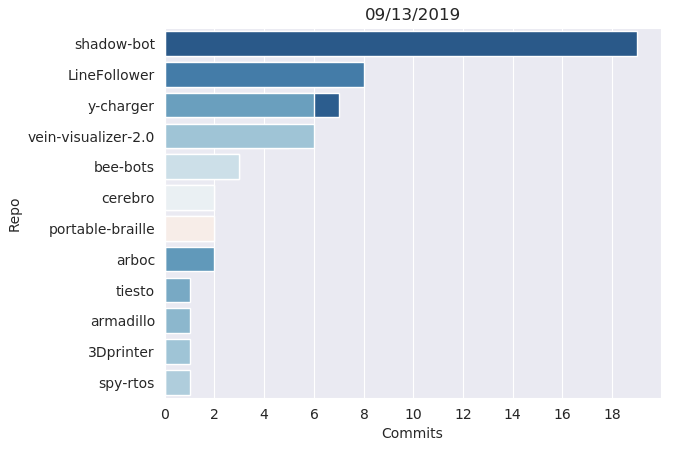 09/13/2019
shadow-bot
LineFollower
y-charger
vein-visualizer-2.0
bee-bots
cerebro
portable-braille
arboc
tiesto
armadillo
3Dprinter
spy-rtos
Repo
0 2 4 6 8 10 12 14 16 18
Commits